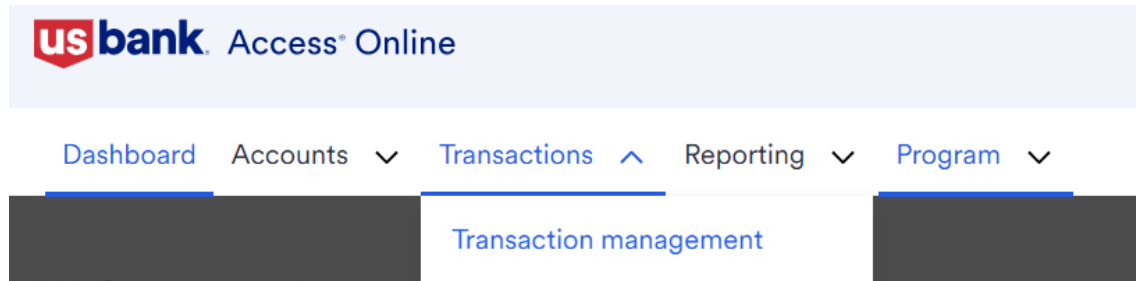 usbank. Access® Online
Dashboard Accounts Transactions Reporting Program
Transaction management